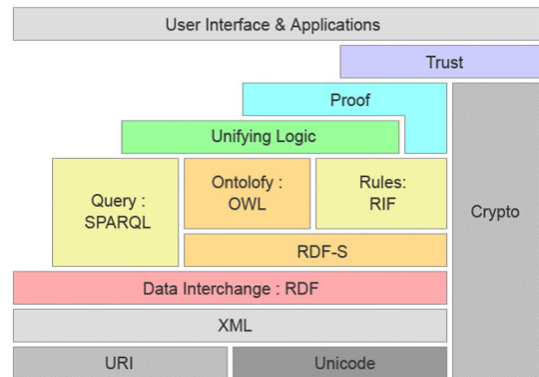 User Interface & Applications
Trust
Proof
Unifying Logic
Query :
SPARQL
Ontolofy :
OWL
Rules:
RIF
Crypto
RDF-S
Data Interchange : RDF
XML
URI
Unicode